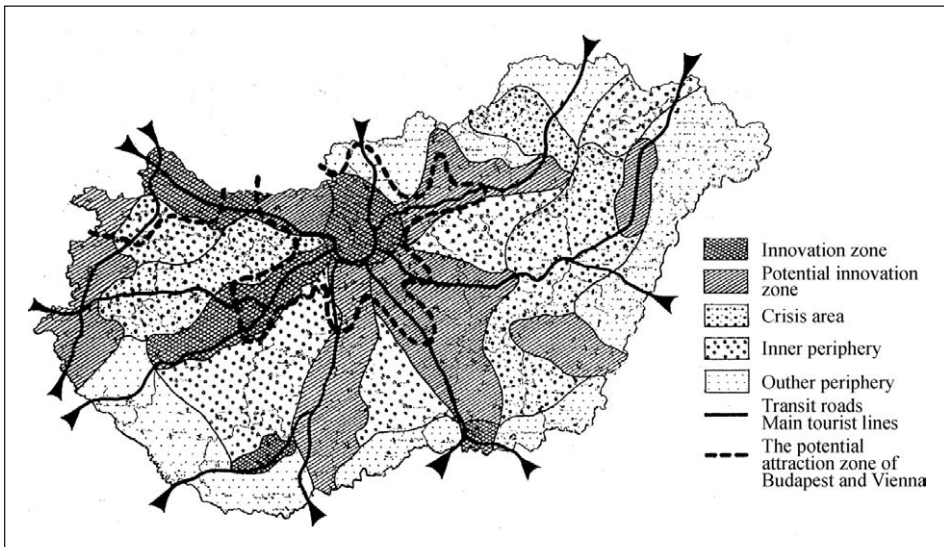 Innovation zone
Potential innovation
zone
Crisis area
Inner periphery
Outher periphery
Transit roads
Main tourist lines
The potential
attraction zone of
Budapest and Vienna